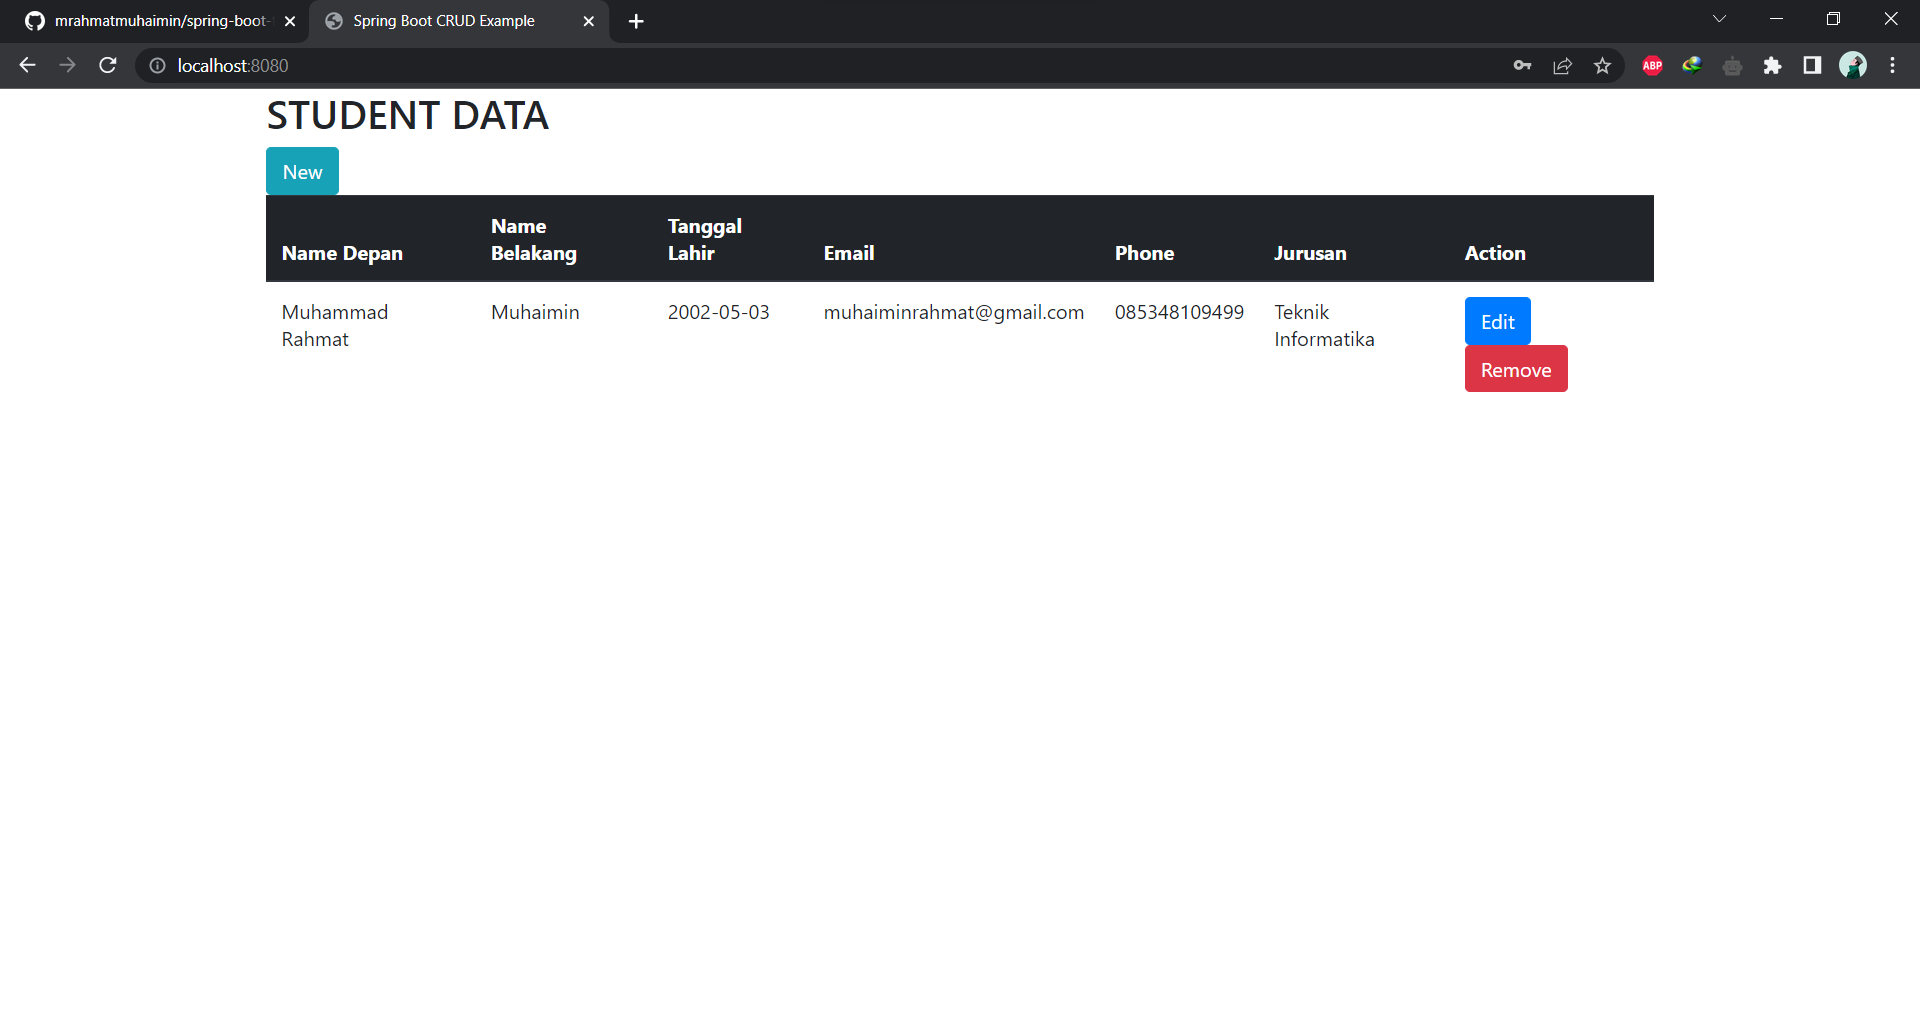 mrahmatmuhaimin/spring-boot-
Spring Boot CRUD Example
localhost:8080
ABP
STUDENT DATA
New
Name Depan
Name
Belakang
Tanggal
Lahir
Email
Phone
Jurusan
Action
Muhammad
Rahmat
Muhaimin
2002-05-03
muhaiminrahmat@gmail.com
085348109499
Teknik
Informatika
Edit
Remove